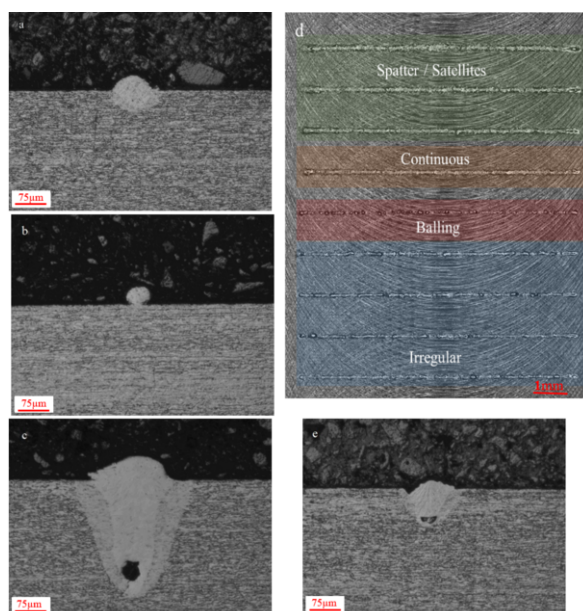 a
75μm
b
75μm
c
75μm
d
Spatter / Satellites
Continuous
Balling
Irregular
1mm
e
75μm